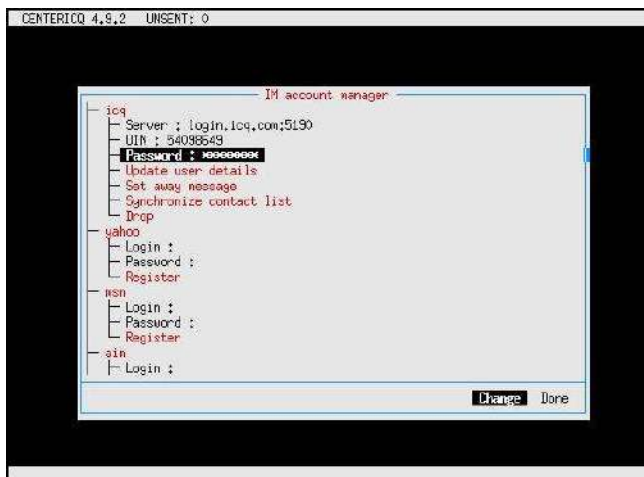 CENTERICQ 4.9.2 UNSENT: 0
IM account manager
icq
Server : login.icq.com:5190
UIN : 54098649
Password : ********
Update user details
Set away message
Synchronize contact list
Drop
yahoo
Login :
Password :
Register
msn
Login :
Password :
Register
aim
Login :
Change Done